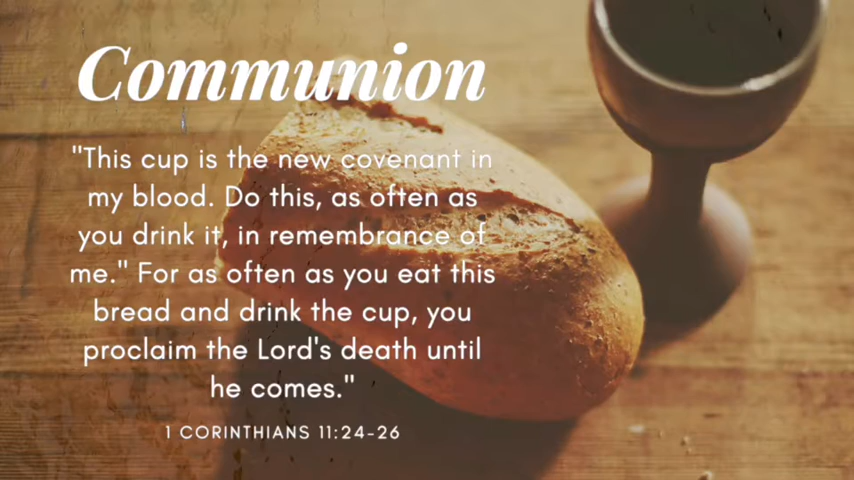 Communion
"This cup is the new covenant in
my blood. Do this, as often as
you drink it, in remembrance of
me." For as often as you eat this
bread and drink the cup, you
proclaim the Lord's death until
he comes."
1 CORINTHIANS 11:24-26